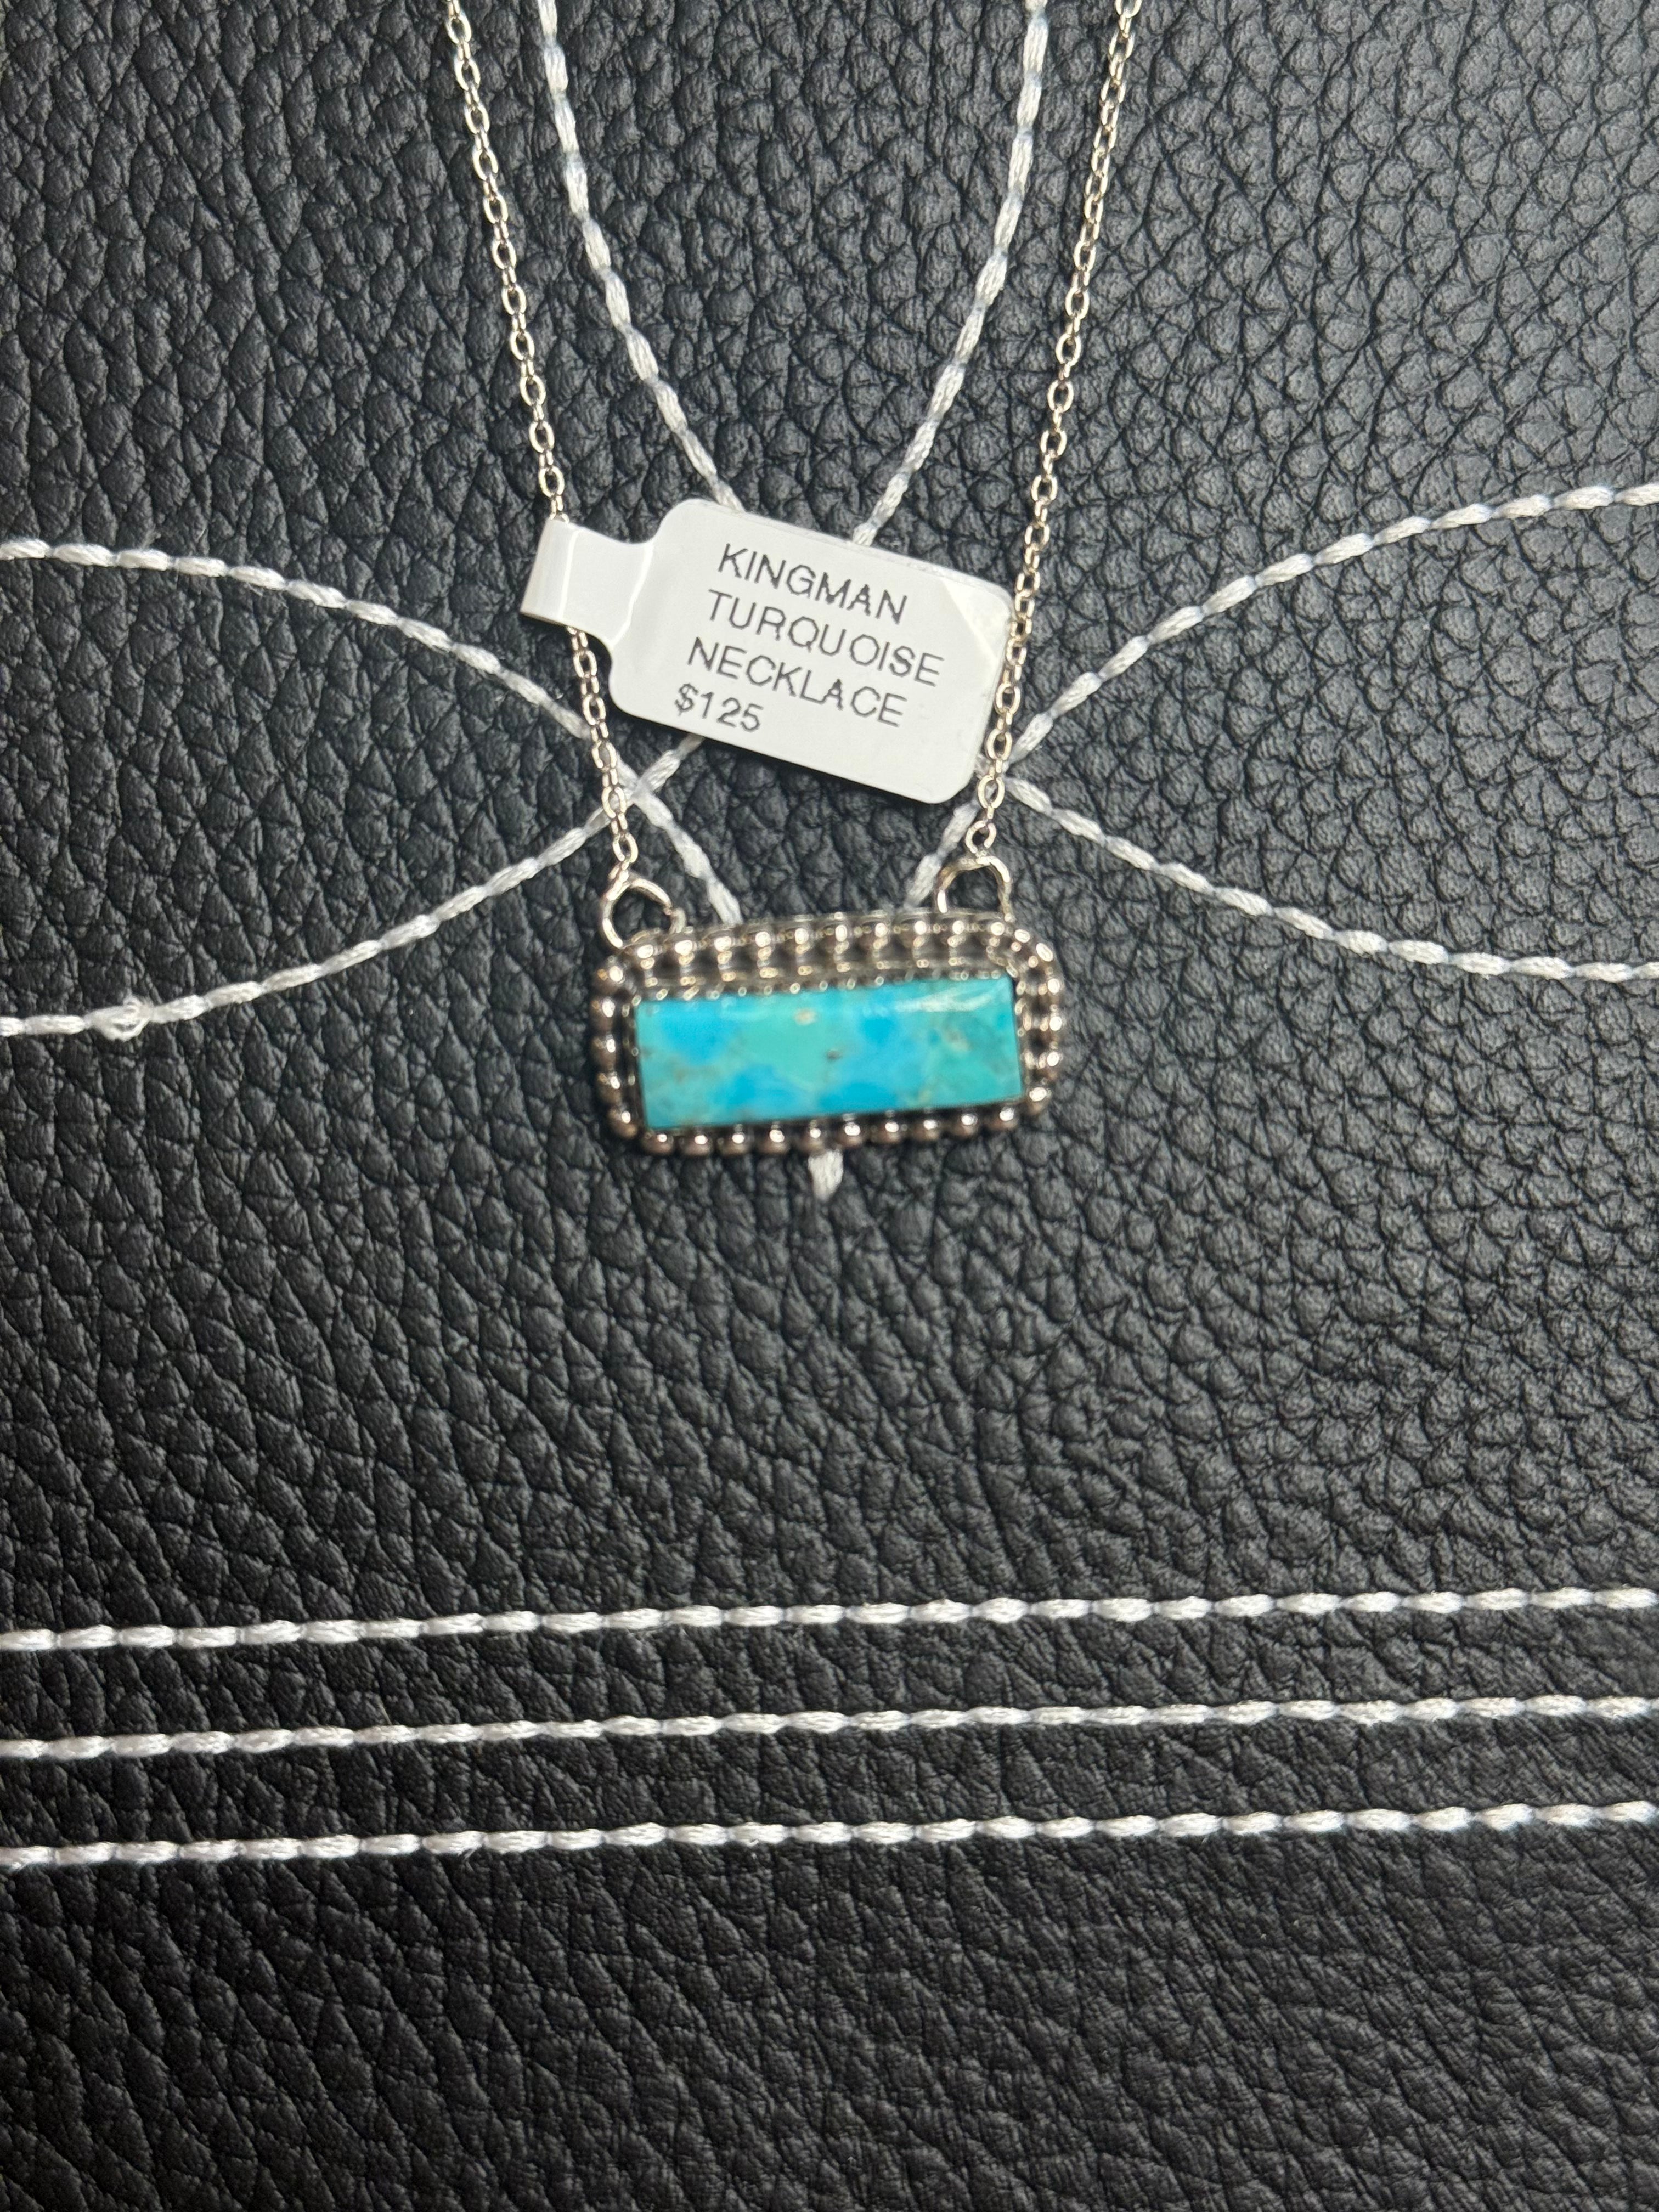 KINGMAN
TURQUOISE
NECKLACE
$125